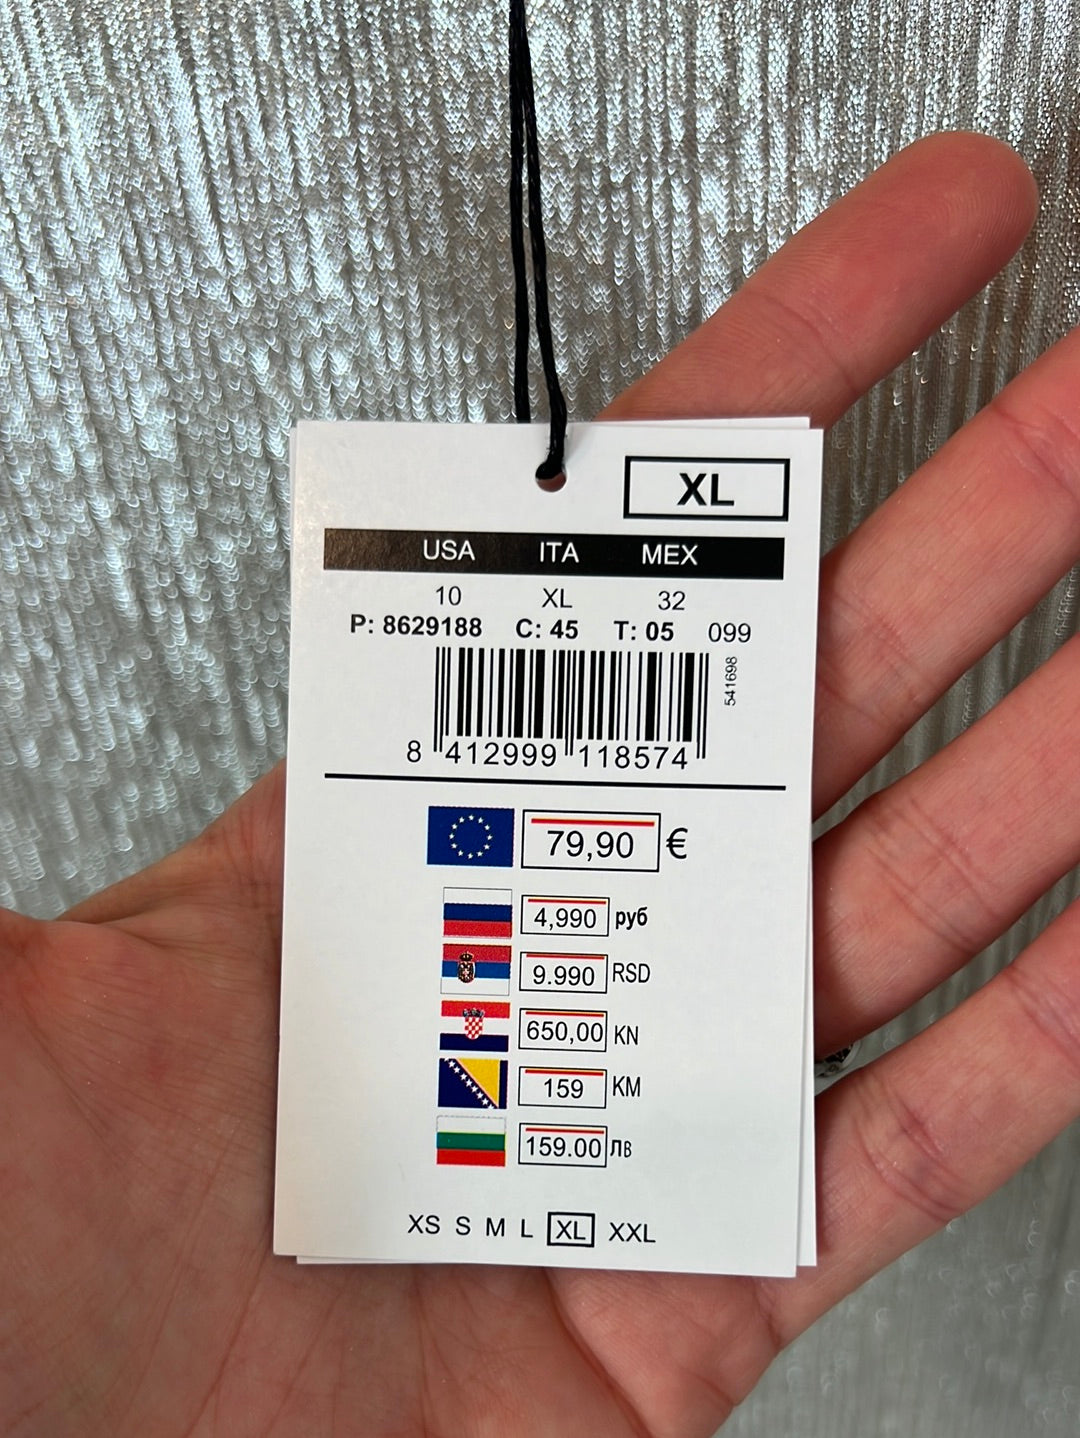 XL
USA ITA MEX
10 XL 32
P: 8629188 C: 45 T: 05 099
541698
8 412999 118574
79,90 €
4,990 руб
9.990 RSD
650,00 KN
159 KM
159.00 ЛВ
XS S M L XL XXL